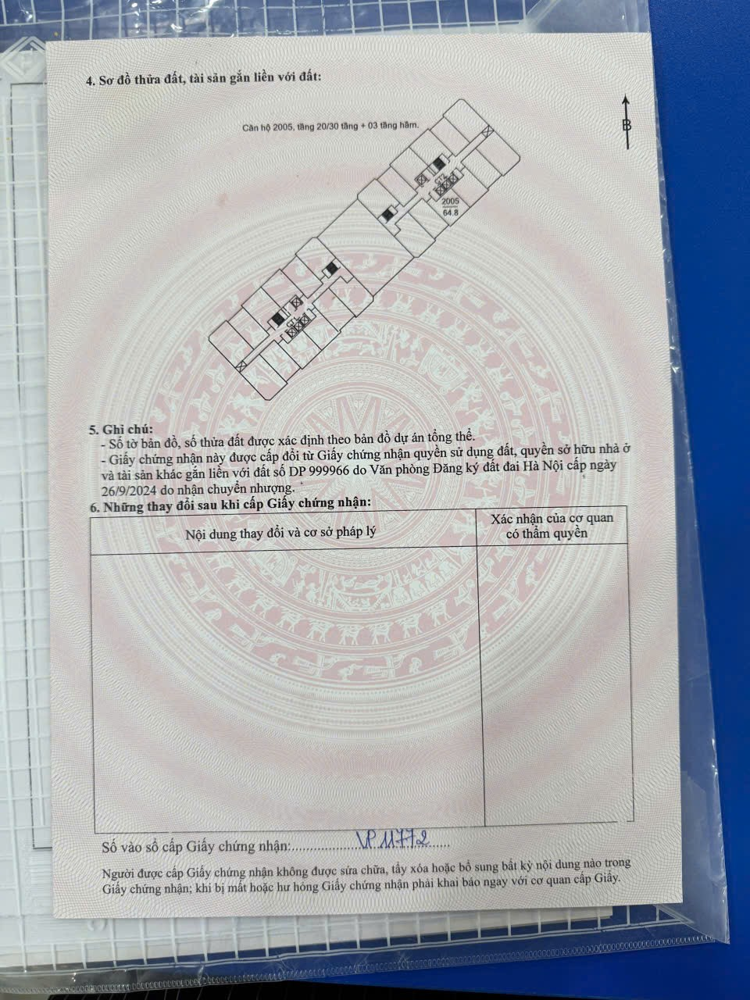 4. Sơ đồ thửa đất, tài sản gắn liền với đất:
Căn hộ 2005, tầng 20/30 tầng + 03 tầng hầm.
B
CT2
2005
64.8
CT1
5. Ghi chú:
- Số tờ bản đồ, số thửa đất được xác định theo bản đồ dự án tổng thể.
- Giấy chứng nhận này được cấp đổi từ Giấy chứng nhận quyền sử dụng đất, quyền sở hữu nhà ở
và tài sản khác gắn liền với đất số DP 999966 do Văn phòng Đăng ký đất đai Hà Nội cấp ngày
26/9/2024 do nhận chuyển nhượng.
6. Những thay đổi sau khi cấp Giấy chứng nhận:
Nội dung thay đổi và cơ sở pháp lý
Xác nhận của cơ quan
có thẩm quyền
Số vào sổ cấp Giấy chứng nhận:....................VP 11772......
Người được cấp Giấy chứng nhận không được sửa chữa, tẩy xóa hoặc bổ sung bất kỳ nội dung nào trong
Giấy chứng nhận; khi bị mất hoặc hư hỏng Giấy chứng nhận phải khai báo ngay với cơ quan cấp Giấy.